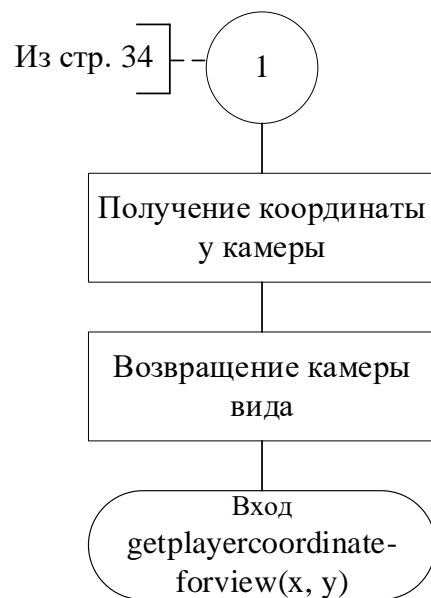 Из стр. 34
1
Получение координаты
y камеры
Возвращение камеры
вида
Вход
getplayercoordinate-
forview(x, y)